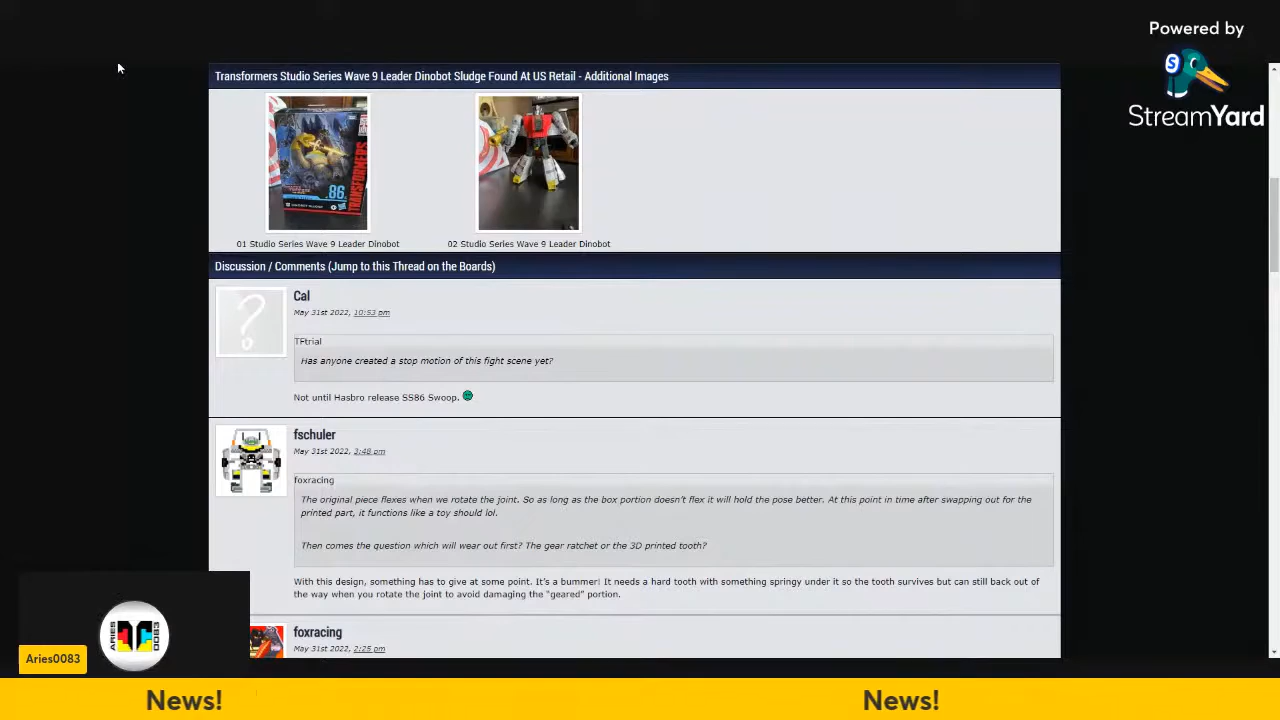 Powered by
StreamYard
Transformers Studio Series Wave 9 Leader Dinobot Sludge Found At US Retail - Additional Images
86
TRANSFORMERS
01 Studio Series Wave 9 Leader Dinobot
02 Studio Series Wave 9 Leader Dinobot
Discussion / Comments (Jump to this Thread on the Boards)
Cal
May 31st 2022, 10:53 pm
TFtrial
Has anyone created a stop motion of this fight scene yet?
Not until Hasbro release SS86 Swoop.
fschuler
May 31st 2022, 3:48 pm
foxracing
The original piece flexes when we rotate the joint. So as long as the box portion doesn't flex it will hold the pose better. At this point in time after swapping out for the
printed part, it functions like a toy should lol.
Then comes the question which will wear out first? The gear ratchet or the 3D printed tooth?
With this design, something has to give at some point. It's a bummer! It needs a hard tooth with something springy under it so the tooth survives but can still back out of
the way when you rotate the joint to avoid damaging the "geared" portion.
foxracing
May 31st 2022, 2:25 pm
ARIES
0083
Aries0083
News!
News!